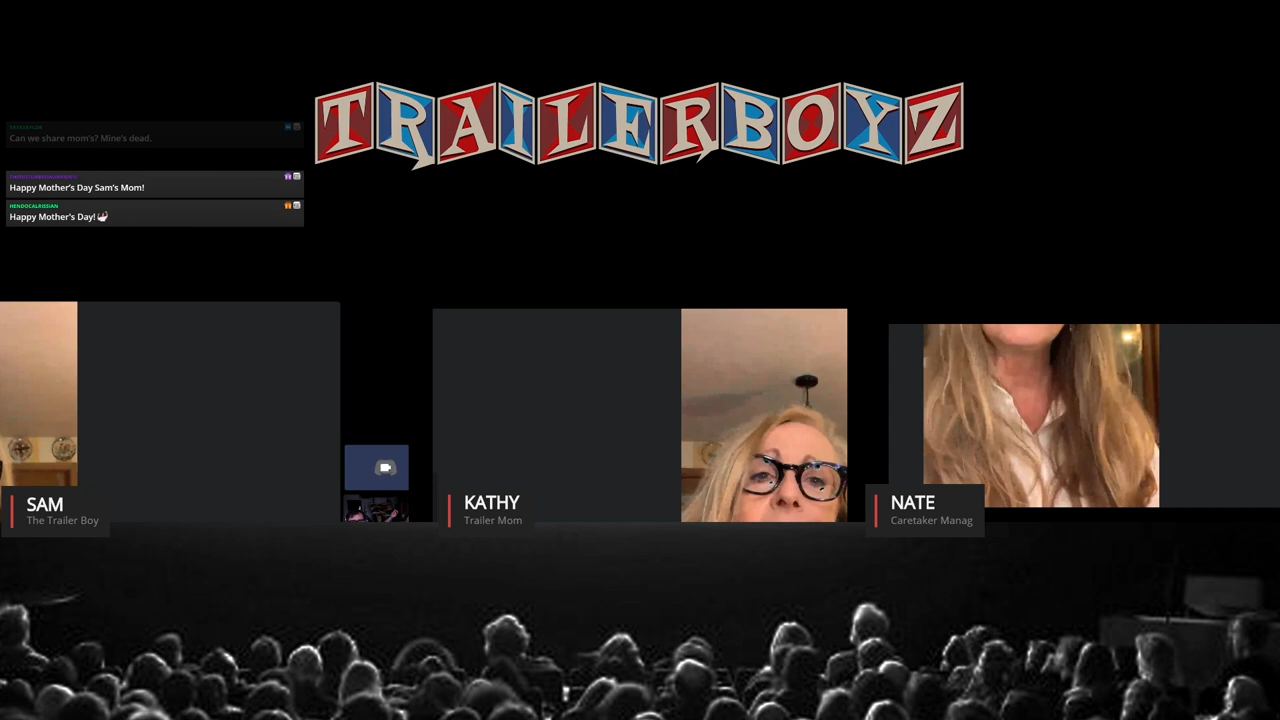 TRAILERBOYZ
Can we share mom's? Mine's dead.
Happy Mother's Day Sam's Mom!
HENDOCALRISSIAN
Happy Mother's Day!
SAM
The Trailer Boy
KATHY
Trailer Mom
NATE
Caretaker Manag